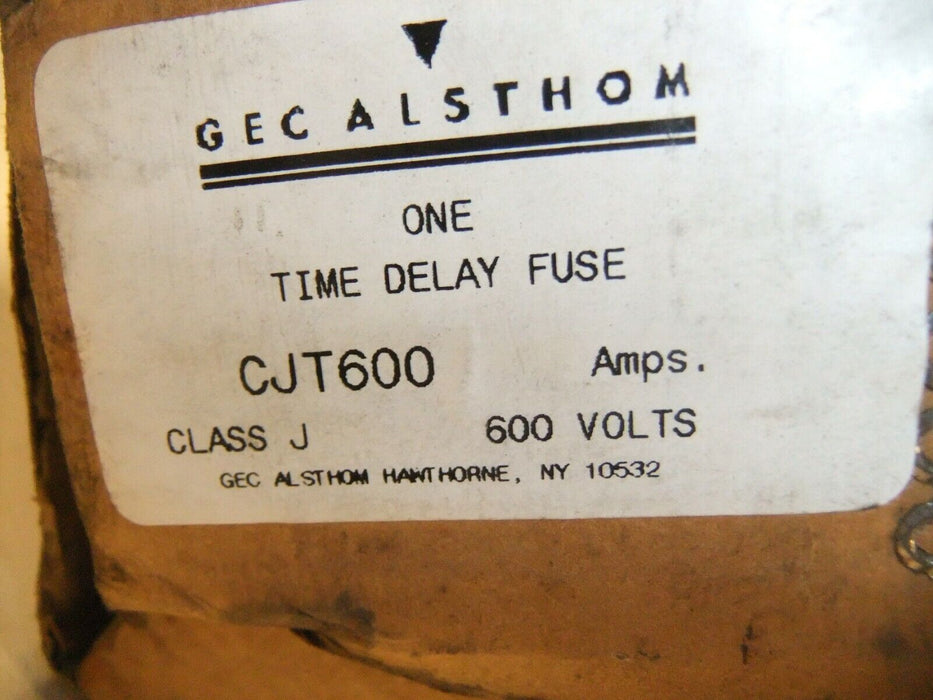 GEC ALSTHOM
ONE
TIME DELAY FUSE
CJT600 Amps.
CLASS J 600 VOLTS
GEC ALSTHOM HAWTHORNE, NY 10532